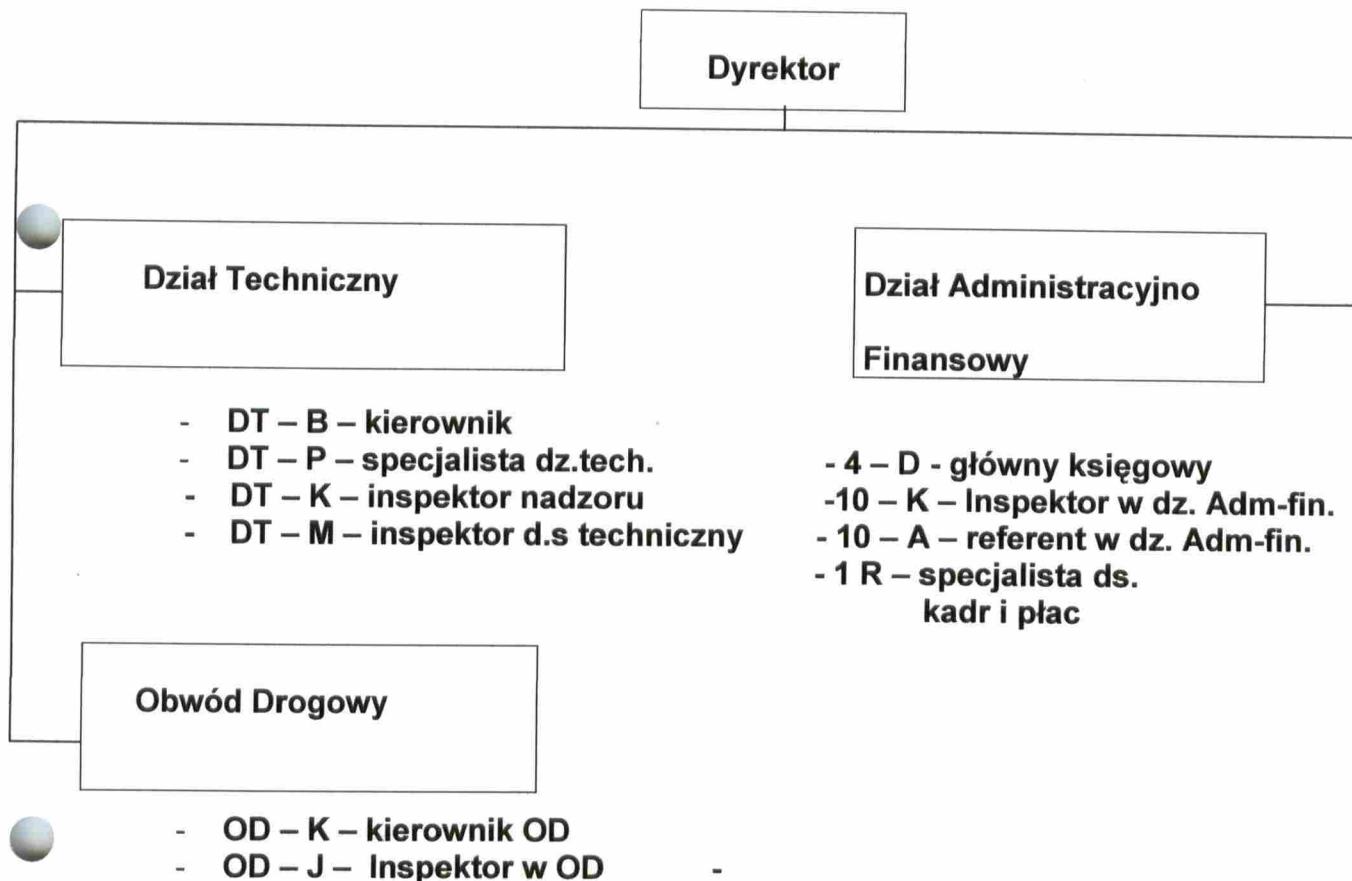 Dyrektor
Dział Techniczny
- DT – B – kierownik
- DT – P – specjalista dz.tech.
- DT – K – inspektor nadzoru
- DT – M – inspektor d.s techniczny
Dział Administracyjno
Finansowy
- 4 – D - główny księgowy
-10 – K – Inspektor w dz. Adm-fin.
- 10 – A – referent w dz. Adm-fin.
- 1 R – specjalista ds.
kadr i płac
Obwód Drogowy
- OD – K – kierownik OD
- OD – J – Inspektor w OD -